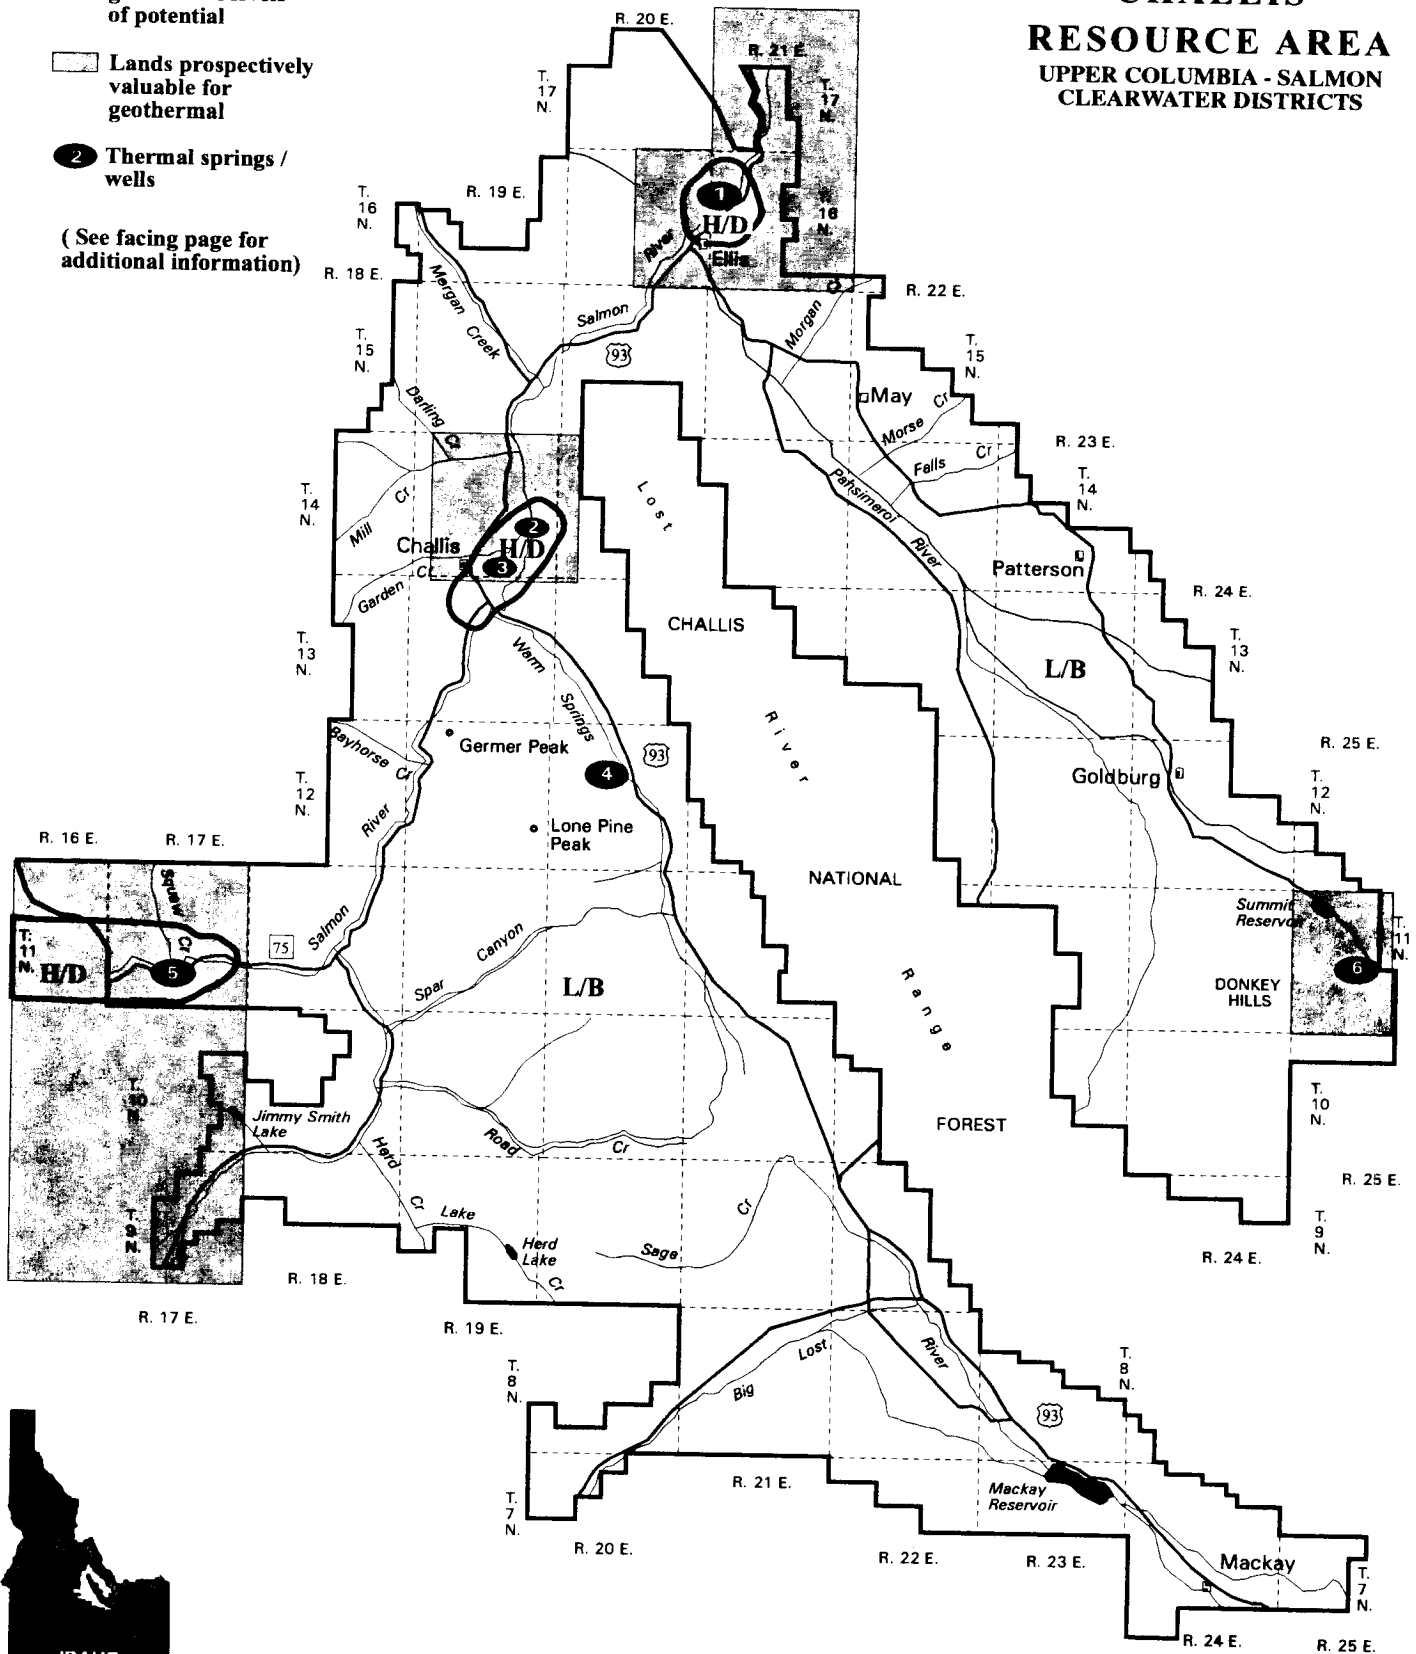 of potential
Lands prospectively
valuable for
geothermal
2 Thermal springs /
wells
( See facing page for
additional information)
RESOURCE AREA
UPPER COLUMBIA - SALMON
CLEARWATER DISTRICTS
R. 20 E.
R. 21 E.
T.
17
N.
T.
17
N.
R. 19 E.
T.
16
N.
1
H/D
T.
16
N.
Ellis
River
R. 18 E.
R. 22 E.
Morgan Creek
Salmon
93
Morgan
T.
15
N.
T.
15
N.
May
Darling
Cr
Morse Cr
R. 23 E.
Falls Cr
Lost
Pahsimeroi River
T.
14
N.
T.
14
N.
Mill Cr
2
Challis
H/D
3
Garden Cr
Patterson
R. 24 E.
CHALLIS
T.
13
N.
T.
13
N.
Warm Springs
L/B
River
Bayhorse Cr
Germer Peak
93
R. 25 E.
4
Goldburg
T.
12
N.
T.
12
N.
River
Lone Pine
Peak
R. 16 E.
R. 17 E.
NATIONAL
Squaw
Cr
Summit
Reservoir
T.
11
N.
T.
11
N.
75
Salmon
Canyon
H/D
5
6
Spar
L/B
Range
DONKEY
HILLS
T.
10
N.
T.
10
N.
Jimmy Smith
Lake
FOREST
Herd
Road
Cr
R. 25 E.
Cr
Lake
Cr
T.
9
N.
T.
9
N.
Herd
Lake
Sage
Cr
R. 24 E.
R. 18 E.
R. 17 E.
R. 19 E.
T.
8
N.
T.
8
N.
Big
Lost
River
93
R. 21 E.
Mackay
Reservoir
T.
7
N.
R. 20 E.
R. 22 E.
R. 23 E.
Mackay
T.
7
N.
R. 24 E.
R. 25 E.